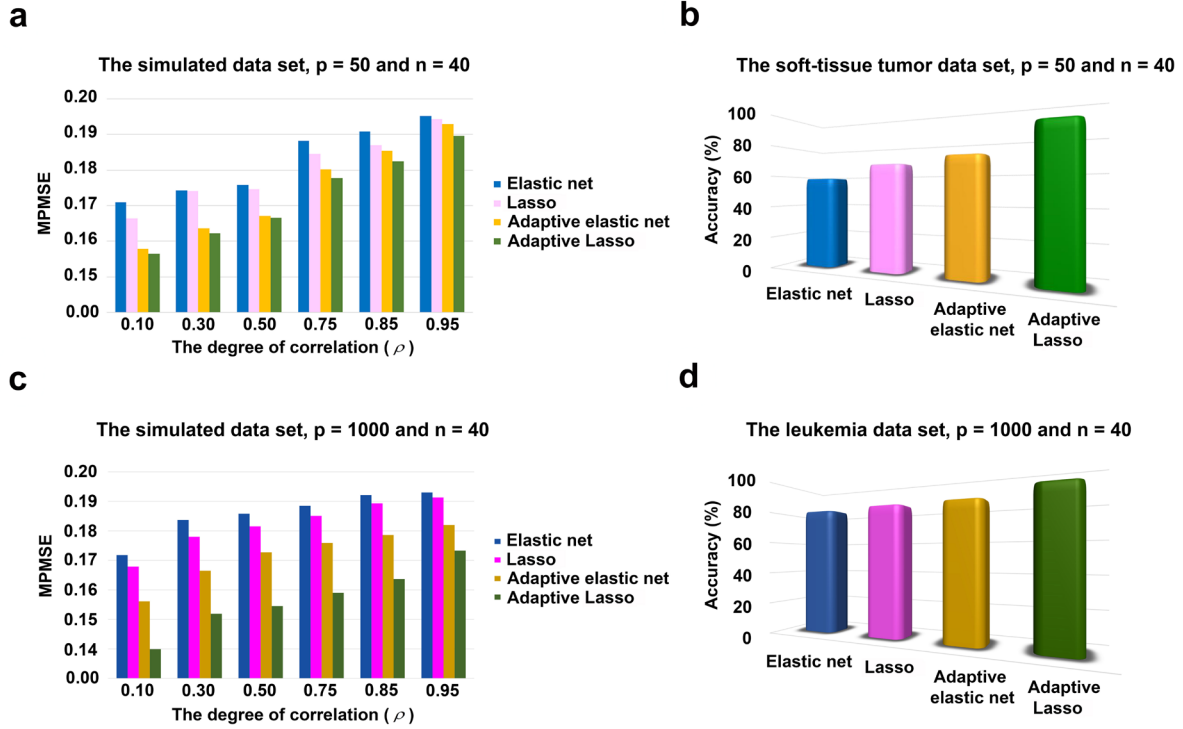 a
The simulated data set, p = 50 and n = 40
0.20
0.19
0.18
0.17
0.16
0.15
0.00
MPMSE
0.10 0.30 0.50 0.75 0.85 0.95
The degree of correlation ( ρ )
Elastic net
Lasso
Adaptive elastic net
Adaptive Lasso
b
The soft-tissue tumor data set, p = 50 and n = 40
100
80
60
40
20
0
Accuracy (%)
Elastic net
Lasso
Adaptive
elastic net
Adaptive
Lasso
c
The simulated data set, p = 1000 and n = 40
0.20
0.19
0.18
0.17
0.16
0.15
0.14
0.00
MPMSE
0.10 0.30 0.50 0.75 0.85 0.95
The degree of correlation ( ρ )
Elastic net
Lasso
Adaptive elastic net
Adaptive Lasso
d
The leukemia data set, p = 1000 and n = 40
100
80
60
40
20
0
Accuracy (%)
Elastic net
Lasso
Adaptive
elastic net
Adaptive
Lasso